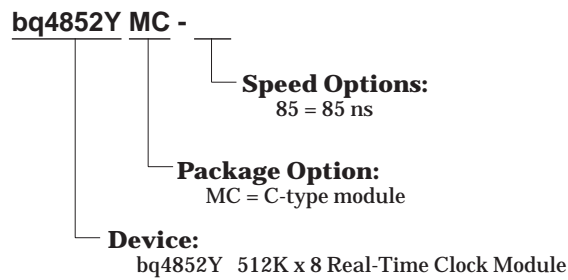 bq4852Y MC -
Speed Options:
85 = 85 ns
Package Option:
MC = C-type module
Device:
bq4852Y 512K x 8 Real-Time Clock Module